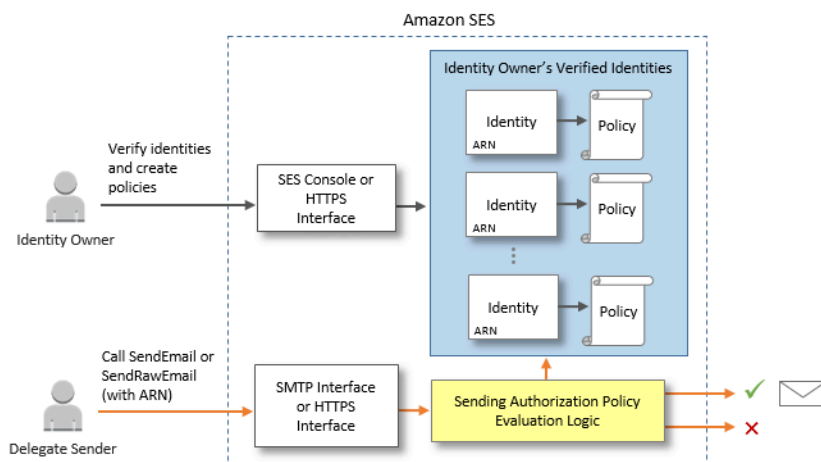 Amazon SES
Identity Owner's Verified Identities
Identity
ARN
Policy
Verify identities
and create
policies
SES Console or
HTTPS
Interface
Identity
ARN
Policy
Identity Owner
Identity
ARN
Policy
Call SendEmail or
SendRawEmail
(with ARN)
SMTP Interface
or HTTPS
Interface
Sending Authorization Policy
Evaluation Logic
Delegate Sender